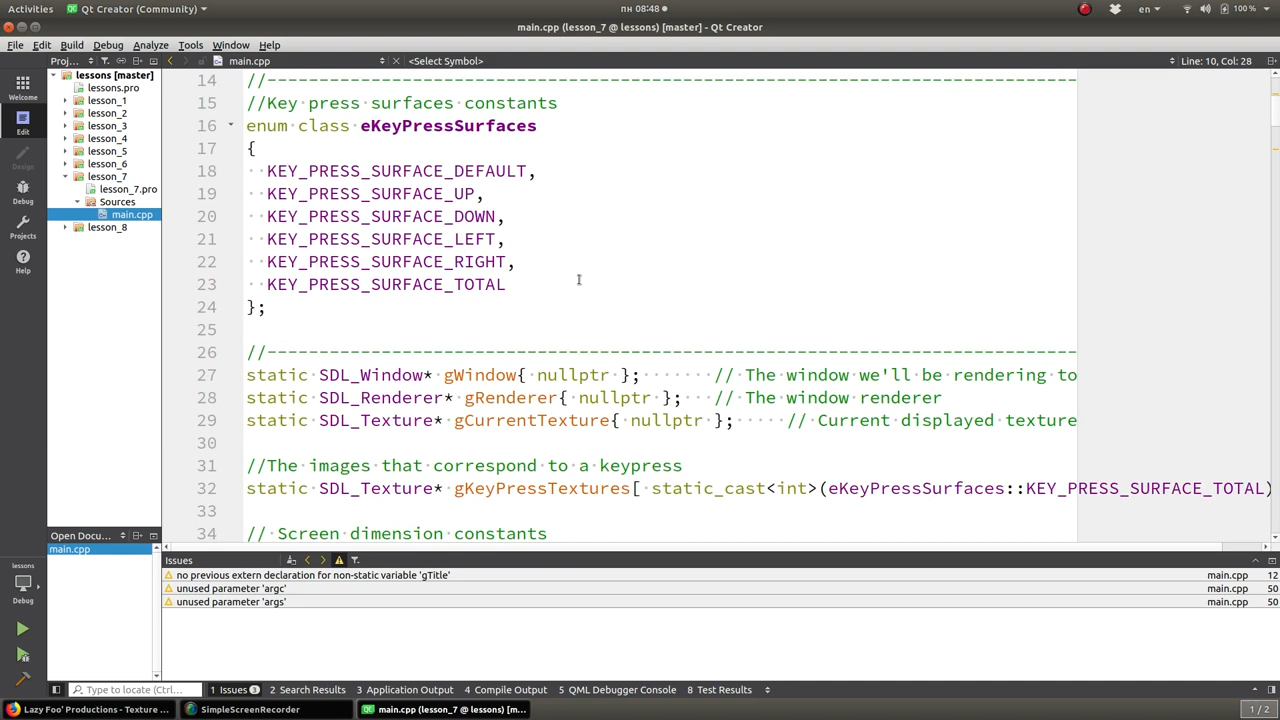 Activities
Qt Creator (Community)
пн 08:48
en
100 %
main.cpp (lesson_7 @ lessons) [master] - Qt Creator
File Edit Build Debug Analyze Tools Window Help
Proj...
main.cpp
<Select Symbol>
Line: 10, Col: 28
Welcome
Edit
Design
Debug
Projects
Help
lessons [master]
lessons.pro
lesson_1
lesson_2
lesson_3
lesson_4
lesson_5
lesson_6
lesson_7
lesson_7.pro
Sources
main.cpp
lesson_8
14 //------------------------------------------------------------------------------
15 //Key press surfaces constants
16 enum class eKeyPressSurfaces
17 {
18 KEY_PRESS_SURFACE_DEFAULT,
19 KEY_PRESS_SURFACE_UP,
20 KEY_PRESS_SURFACE_DOWN,
21 KEY_PRESS_SURFACE_LEFT,
22 KEY_PRESS_SURFACE_RIGHT,
23 KEY_PRESS_SURFACE_TOTAL
24 };
25
26 //------------------------------------------------------------------------------
27 static SDL_Window* gWindow{ nullptr }; // The window we'll be rendering to
28 static SDL_Renderer* gRenderer{ nullptr }; // The window renderer
29 static SDL_Texture* gCurrentTexture{ nullptr }; // Current displayed texture
30
31 //The images that correspond to a keypress
32 static SDL_Texture* gKeyPressTextures[ static_cast<int>(eKeyPressSurfaces::KEY_PRESS_SURFACE_TOTAL)
33
34 // Screen dimension constants
Open Docu...
main.cpp
Issues
no previous extern declaration for non-static variable 'gTitle' main.cpp 12
unused parameter 'argc' main.cpp 50
unused parameter 'args' main.cpp 50
lessons
Debug
Type to locate (Ctrl+...
1 Issues 3
2 Search Results
3 Application Output
4 Compile Output
5 QML Debugger Console
8 Test Results
Lazy Foo' Productions - Texture ...
SimpleScreenRecorder
main.cpp (lesson_7 @ lessons) [m...
1 / 2